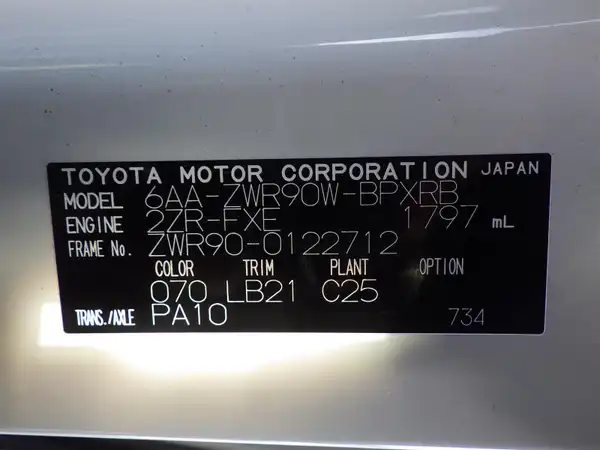 TOYOTA MOTOR CORPORATION JAPAN
MODEL 6AA-ZWR90W-BPXRB
ENGINE 2ZR-FXE 1797 mL
FRAME No. ZWR90-0122712
COLOR TRIM PLANT OPTION
070 LB21 C25
TRANS./AXLE PA10 734